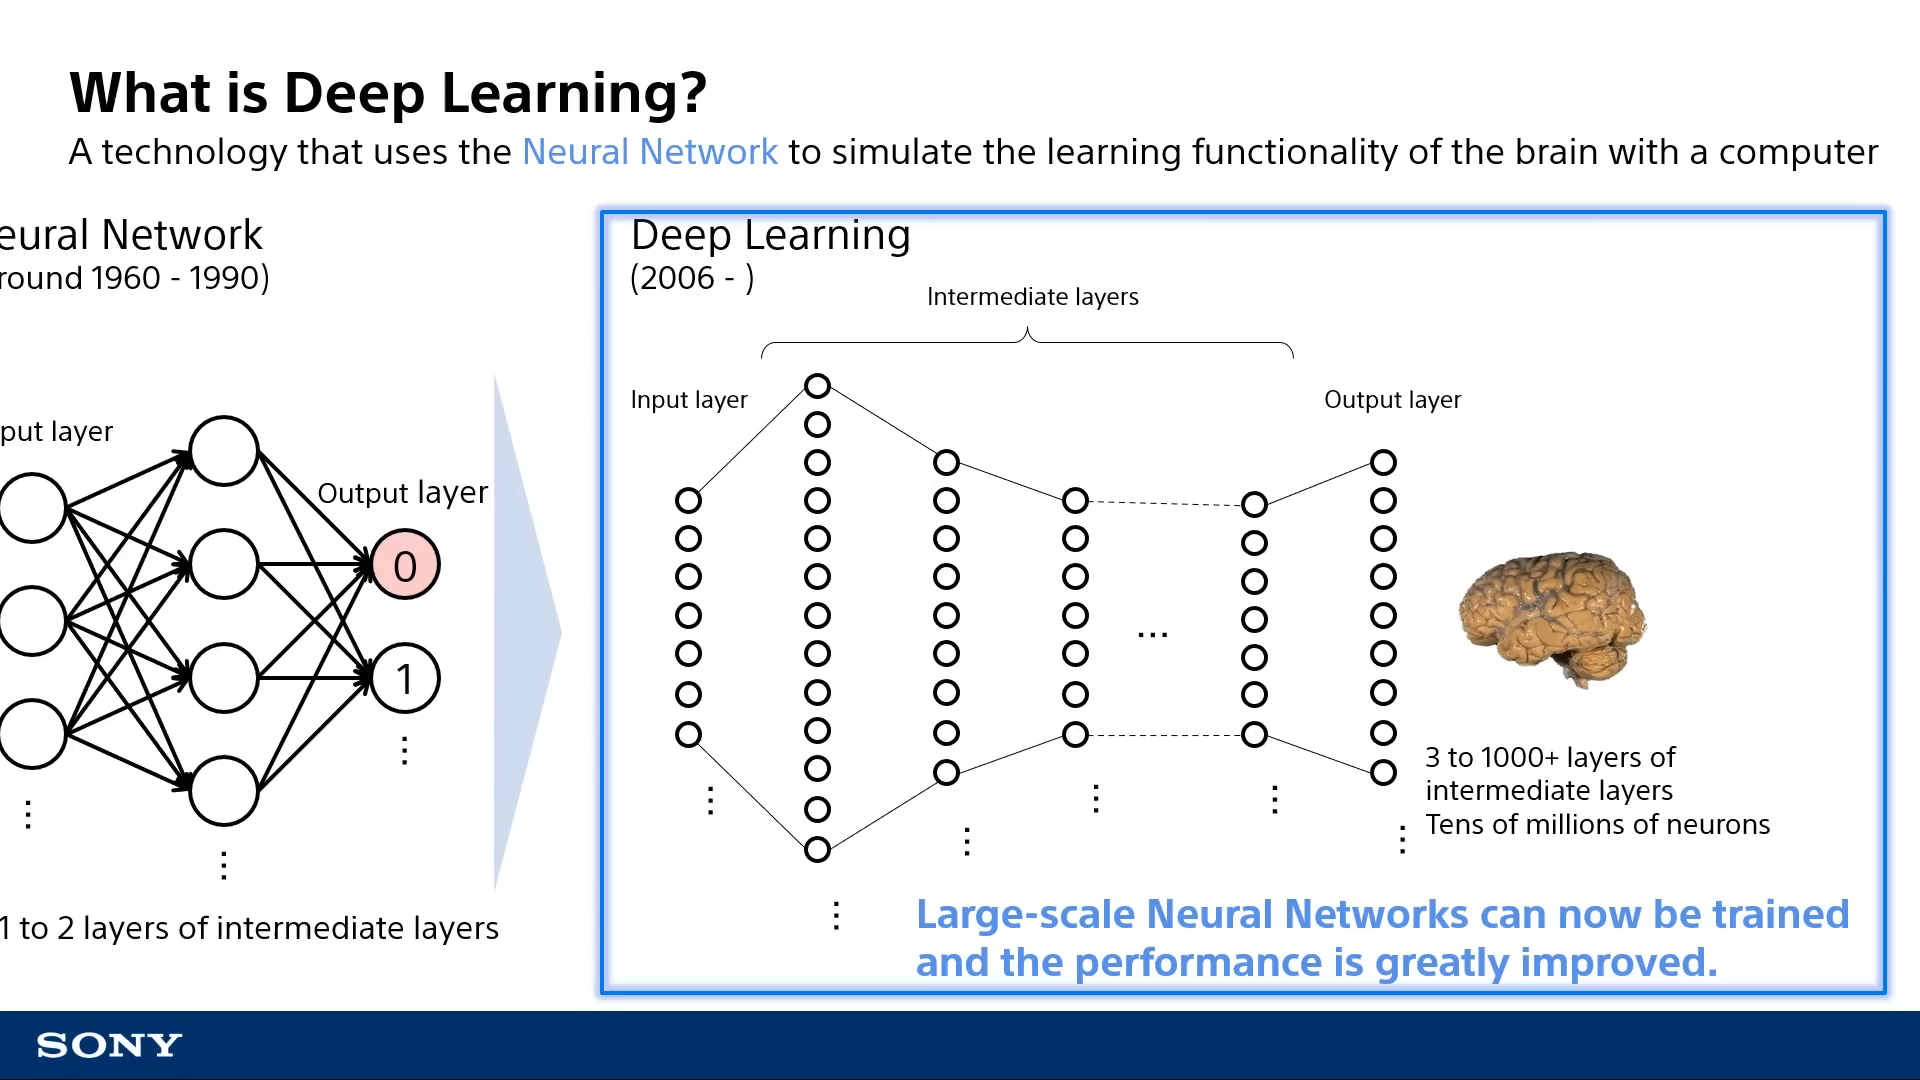 What is Deep Learning?
A technology that uses the Neural Network to simulate the learning functionality of the brain with a computer
eural Network
round 1960 - 1990)
put layer
Output layer
0
1
⋮
⋮
⋮
1 to 2 layers of intermediate layers
Deep Learning
(2006 - )
Intermediate layers
Input layer
Output layer
...
⋮
⋮
⋮
⋮
⋮
⋮
3 to 1000+ layers of
intermediate layers
Tens of millions of neurons
Large-scale Neural Networks can now be trained
and the performance is greatly improved.
SONY